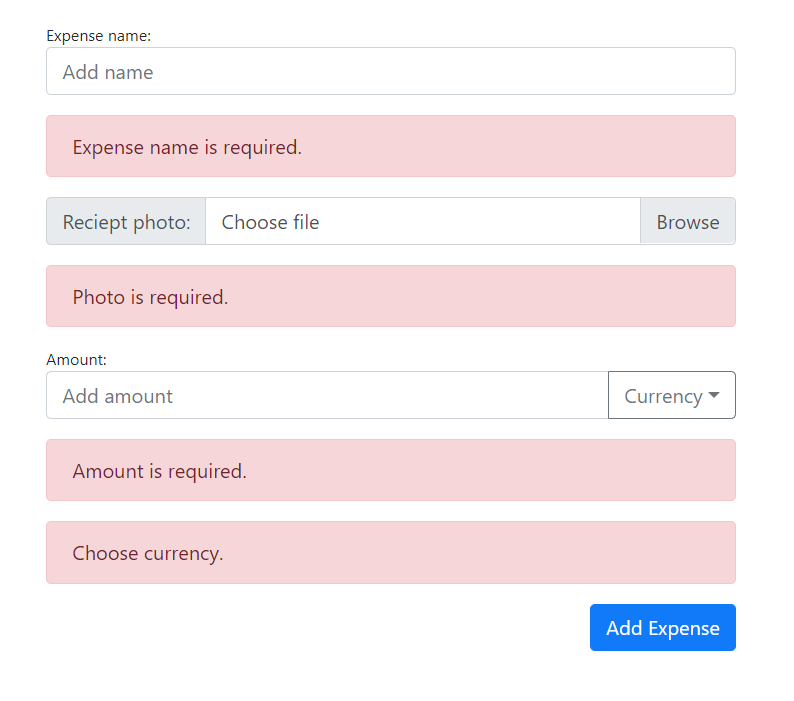 Expense name:
Add name
Expense name is required.
Reciept photo: Choose file Browse
Photo is required.
Amount:
Add amount Currency
Amount is required.
Choose currency.
Add Expense